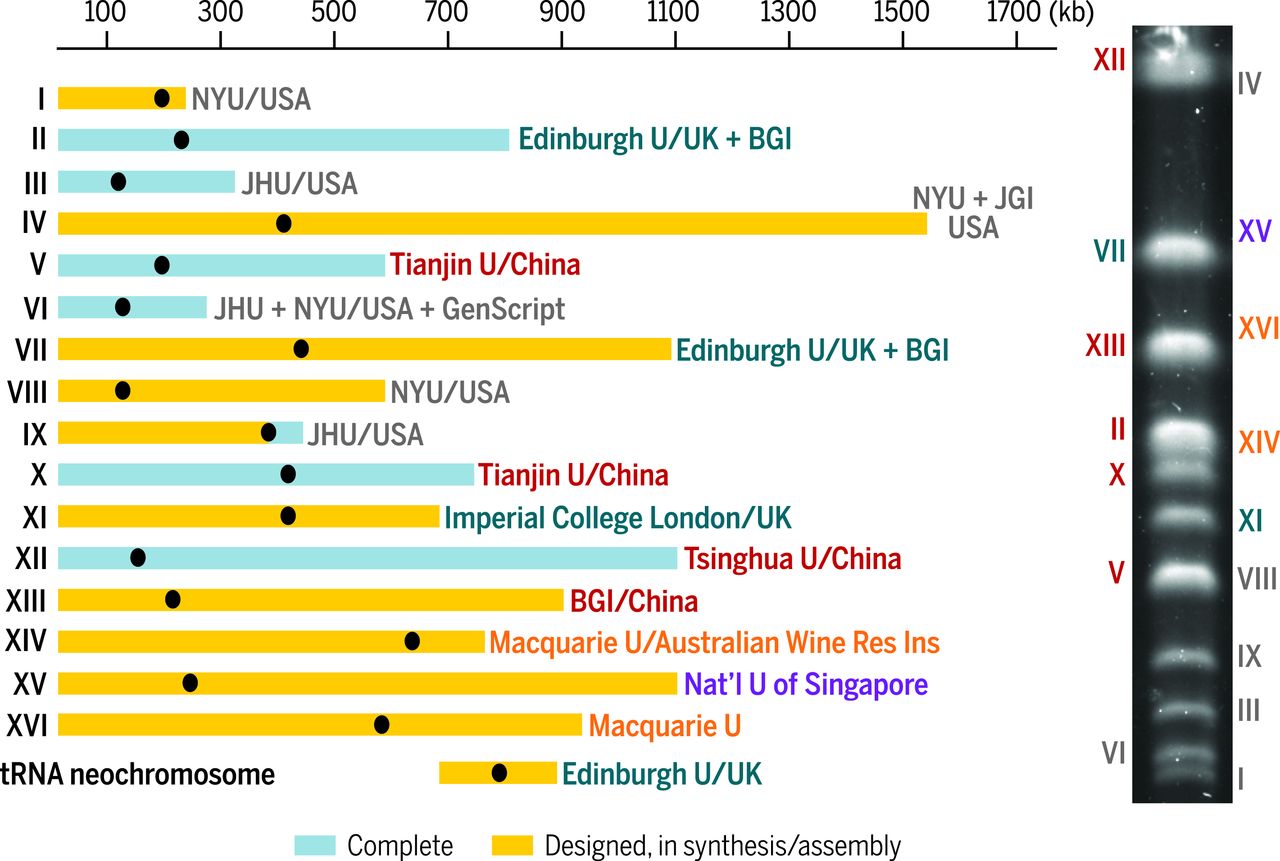 100 300 500 700 900 1100 1300 1500 1700 (kb)
I NYU/USA
II Edinburgh U/UK + BGI
III JHU/USA
IV NYU + JGI
USA
V Tianjin U/China
VI JHU + NYU/USA + GenScript
VII Edinburgh U/UK + BGI
VIII NYU/USA
IX JHU/USA
X Tianjin U/China
XI Imperial College London/UK
XII Tsinghua U/China
XIII BGI/China
XIV Macquarie U/Australian Wine Res Ins
XV Nat’l U of Singapore
XVI Macquarie U
tRNA neochromosome Edinburgh U/UK
Complete Designed, in synthesis/assembly
XII
IV
XV
VII
XVI
XIII
II
XIV
X
XI
V VIII
IX
III
VI
I